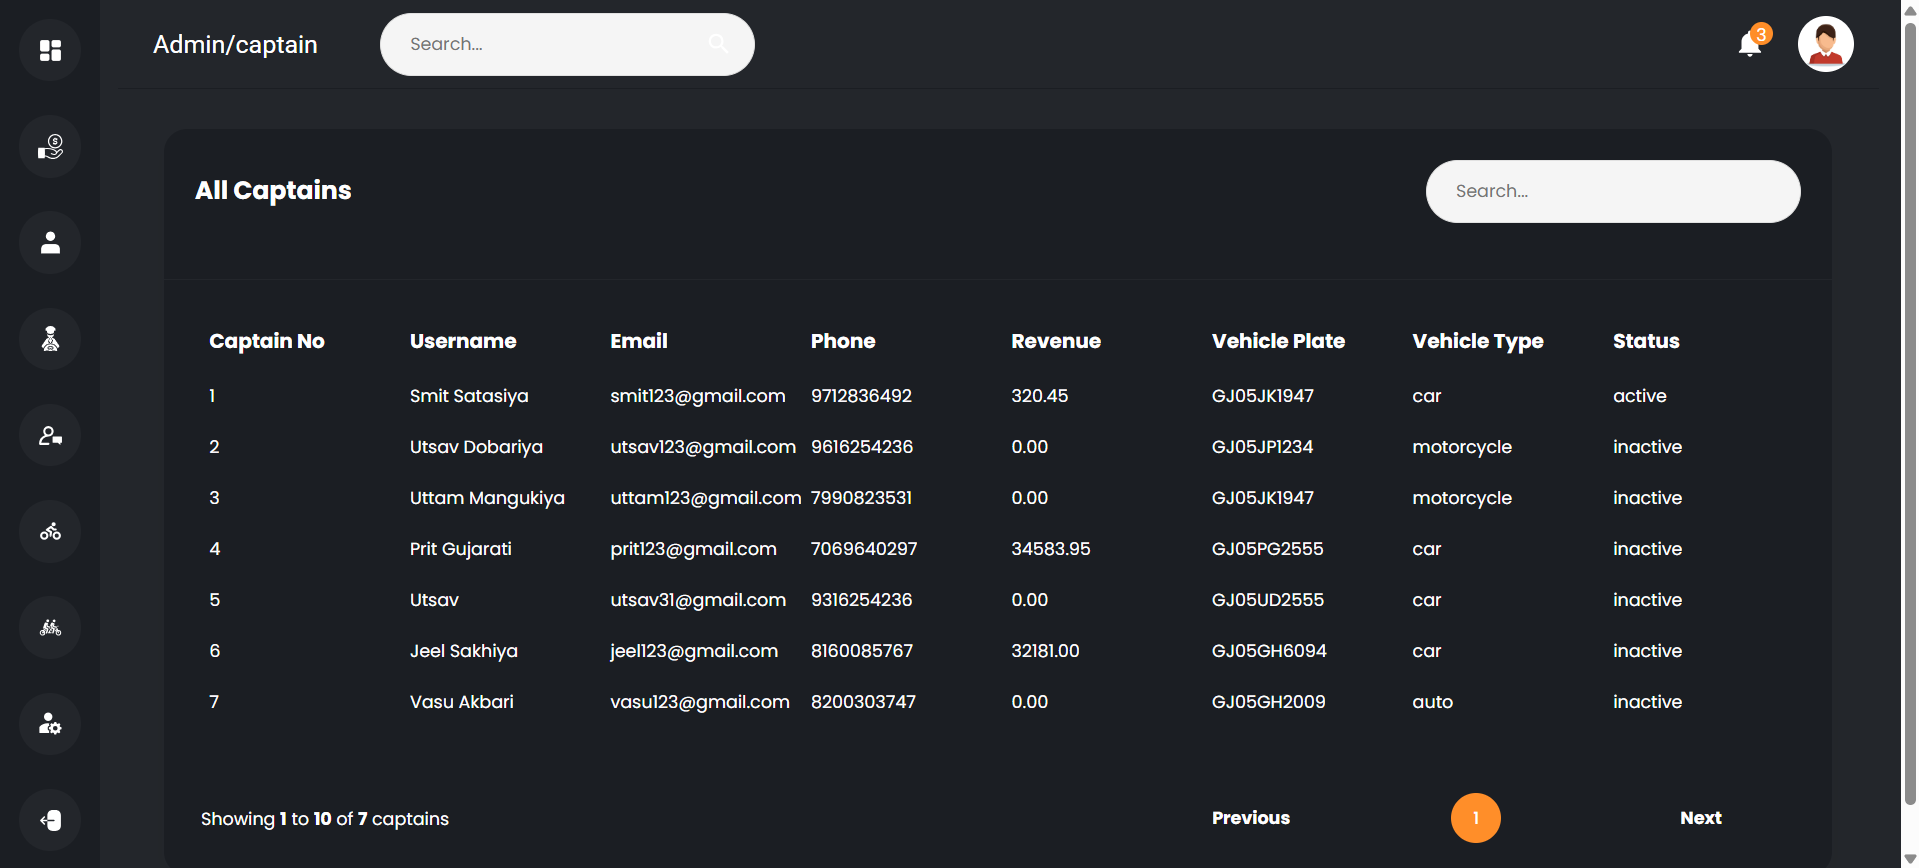 Admin/captain Search... 3
All Captains Search...
Captain No Username Email Phone Revenue Vehicle Plate Vehicle Type Status
1 Smit Satasiya smit123@gmail.com 9712836492 320.45 GJ05JK1947 car active
2 Utsav Dobariya utsav123@gmail.com 9616254236 0.00 GJ05JP1234 motorcycle inactive
3 Uttam Mangukiya uttam123@gmail.com 7990823531 0.00 GJ05JK1947 motorcycle inactive
4 Prit Gujarati prit123@gmail.com 7069640297 34583.95 GJ05PG2555 car inactive
5 Utsav utsav31@gmail.com 9316254236 0.00 GJ05UD2555 car inactive
6 Jeel Sakhiya jeel123@gmail.com 8160085767 32181.00 GJ05GH6094 car inactive
7 Vasu Akbari vasu123@gmail.com 8200303747 0.00 GJ05GH2009 auto inactive
Showing 1 to 10 of 7 captains Previous 1 Next